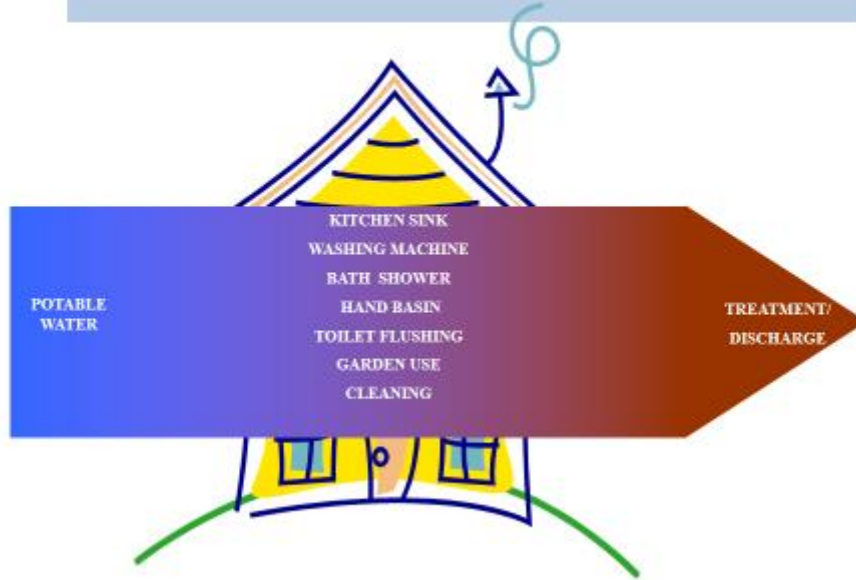 POTABLE
WATER
KITCHEN SINK
WASHING MACHINE
BATH SHOWER
HAND BASIN
TOILET FLUSHING
GARDEN USE
CLEANING
TREATMENT/
DISCHARGE